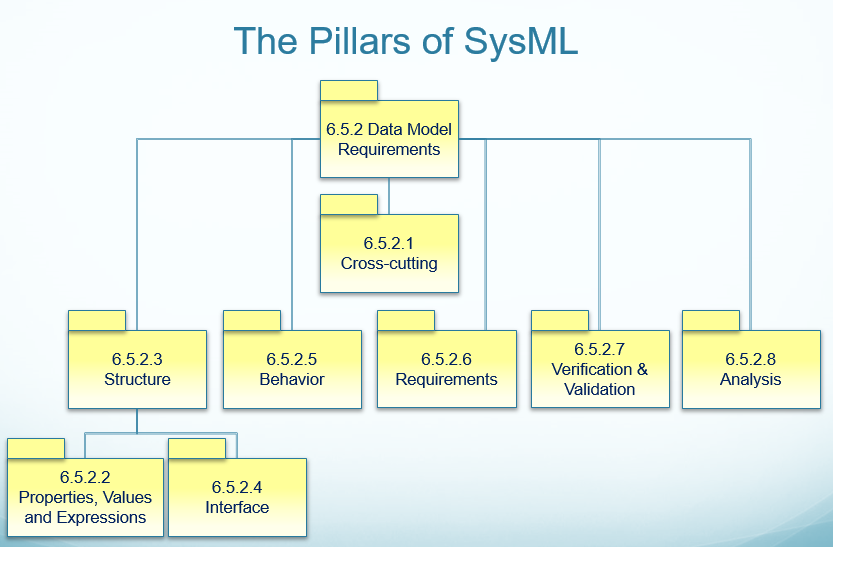 The Pillars of SysML
6.5.2 Data Model
Requirements
6.5.2.1
Cross-cutting
6.5.2.3
Structure
6.5.2.5
Behavior
6.5.2.6
Requirements
6.5.2.7
Verification &
Validation
6.5.2.8
Analysis
6.5.2.2
Properties, Values
and Expressions
6.5.2.4
Interface